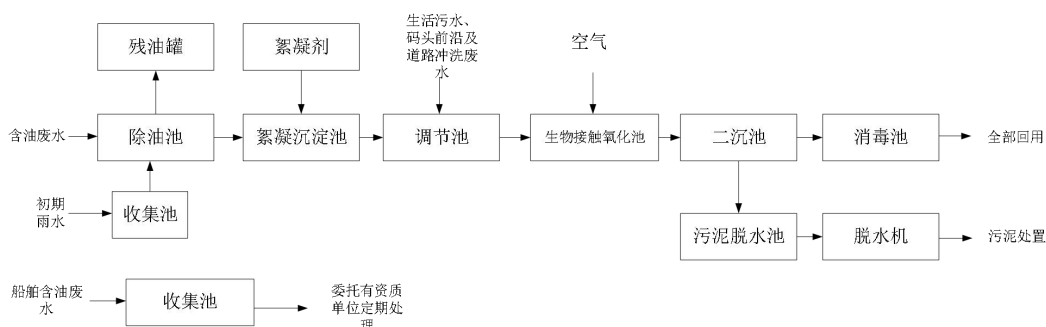 残油罐
絮凝剂
生活污水、
码头前沿及
道路冲洗废
水
空气
含油废水
除油池
絮凝沉淀池
调节池
生物接触氧化池
二沉池
消毒池
全部回用
初期
雨水
收集池
污泥脱水池
脱水机
污泥处置
船舶含油废
水
收集池
委托有资质
单位定期处
理